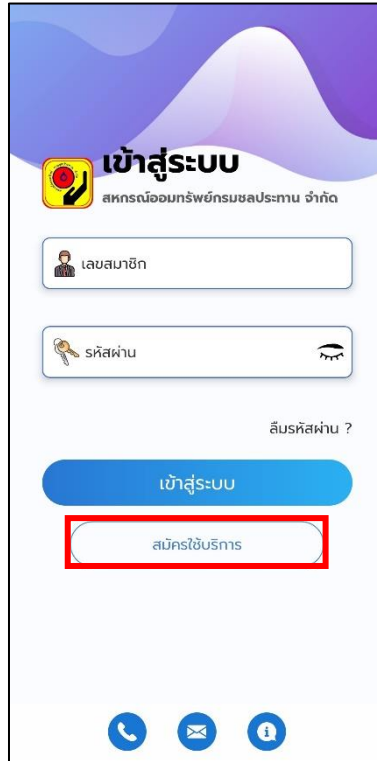 เข้าสู่ระบบ
สหกรณ์ออมทรัพย์กรมชลประทาน จำกัด
เลขสมาชิก
รหัสผ่าน
ลืมรหัสผ่าน ?
เข้าสู่ระบบ
สมัครใช้บริการ